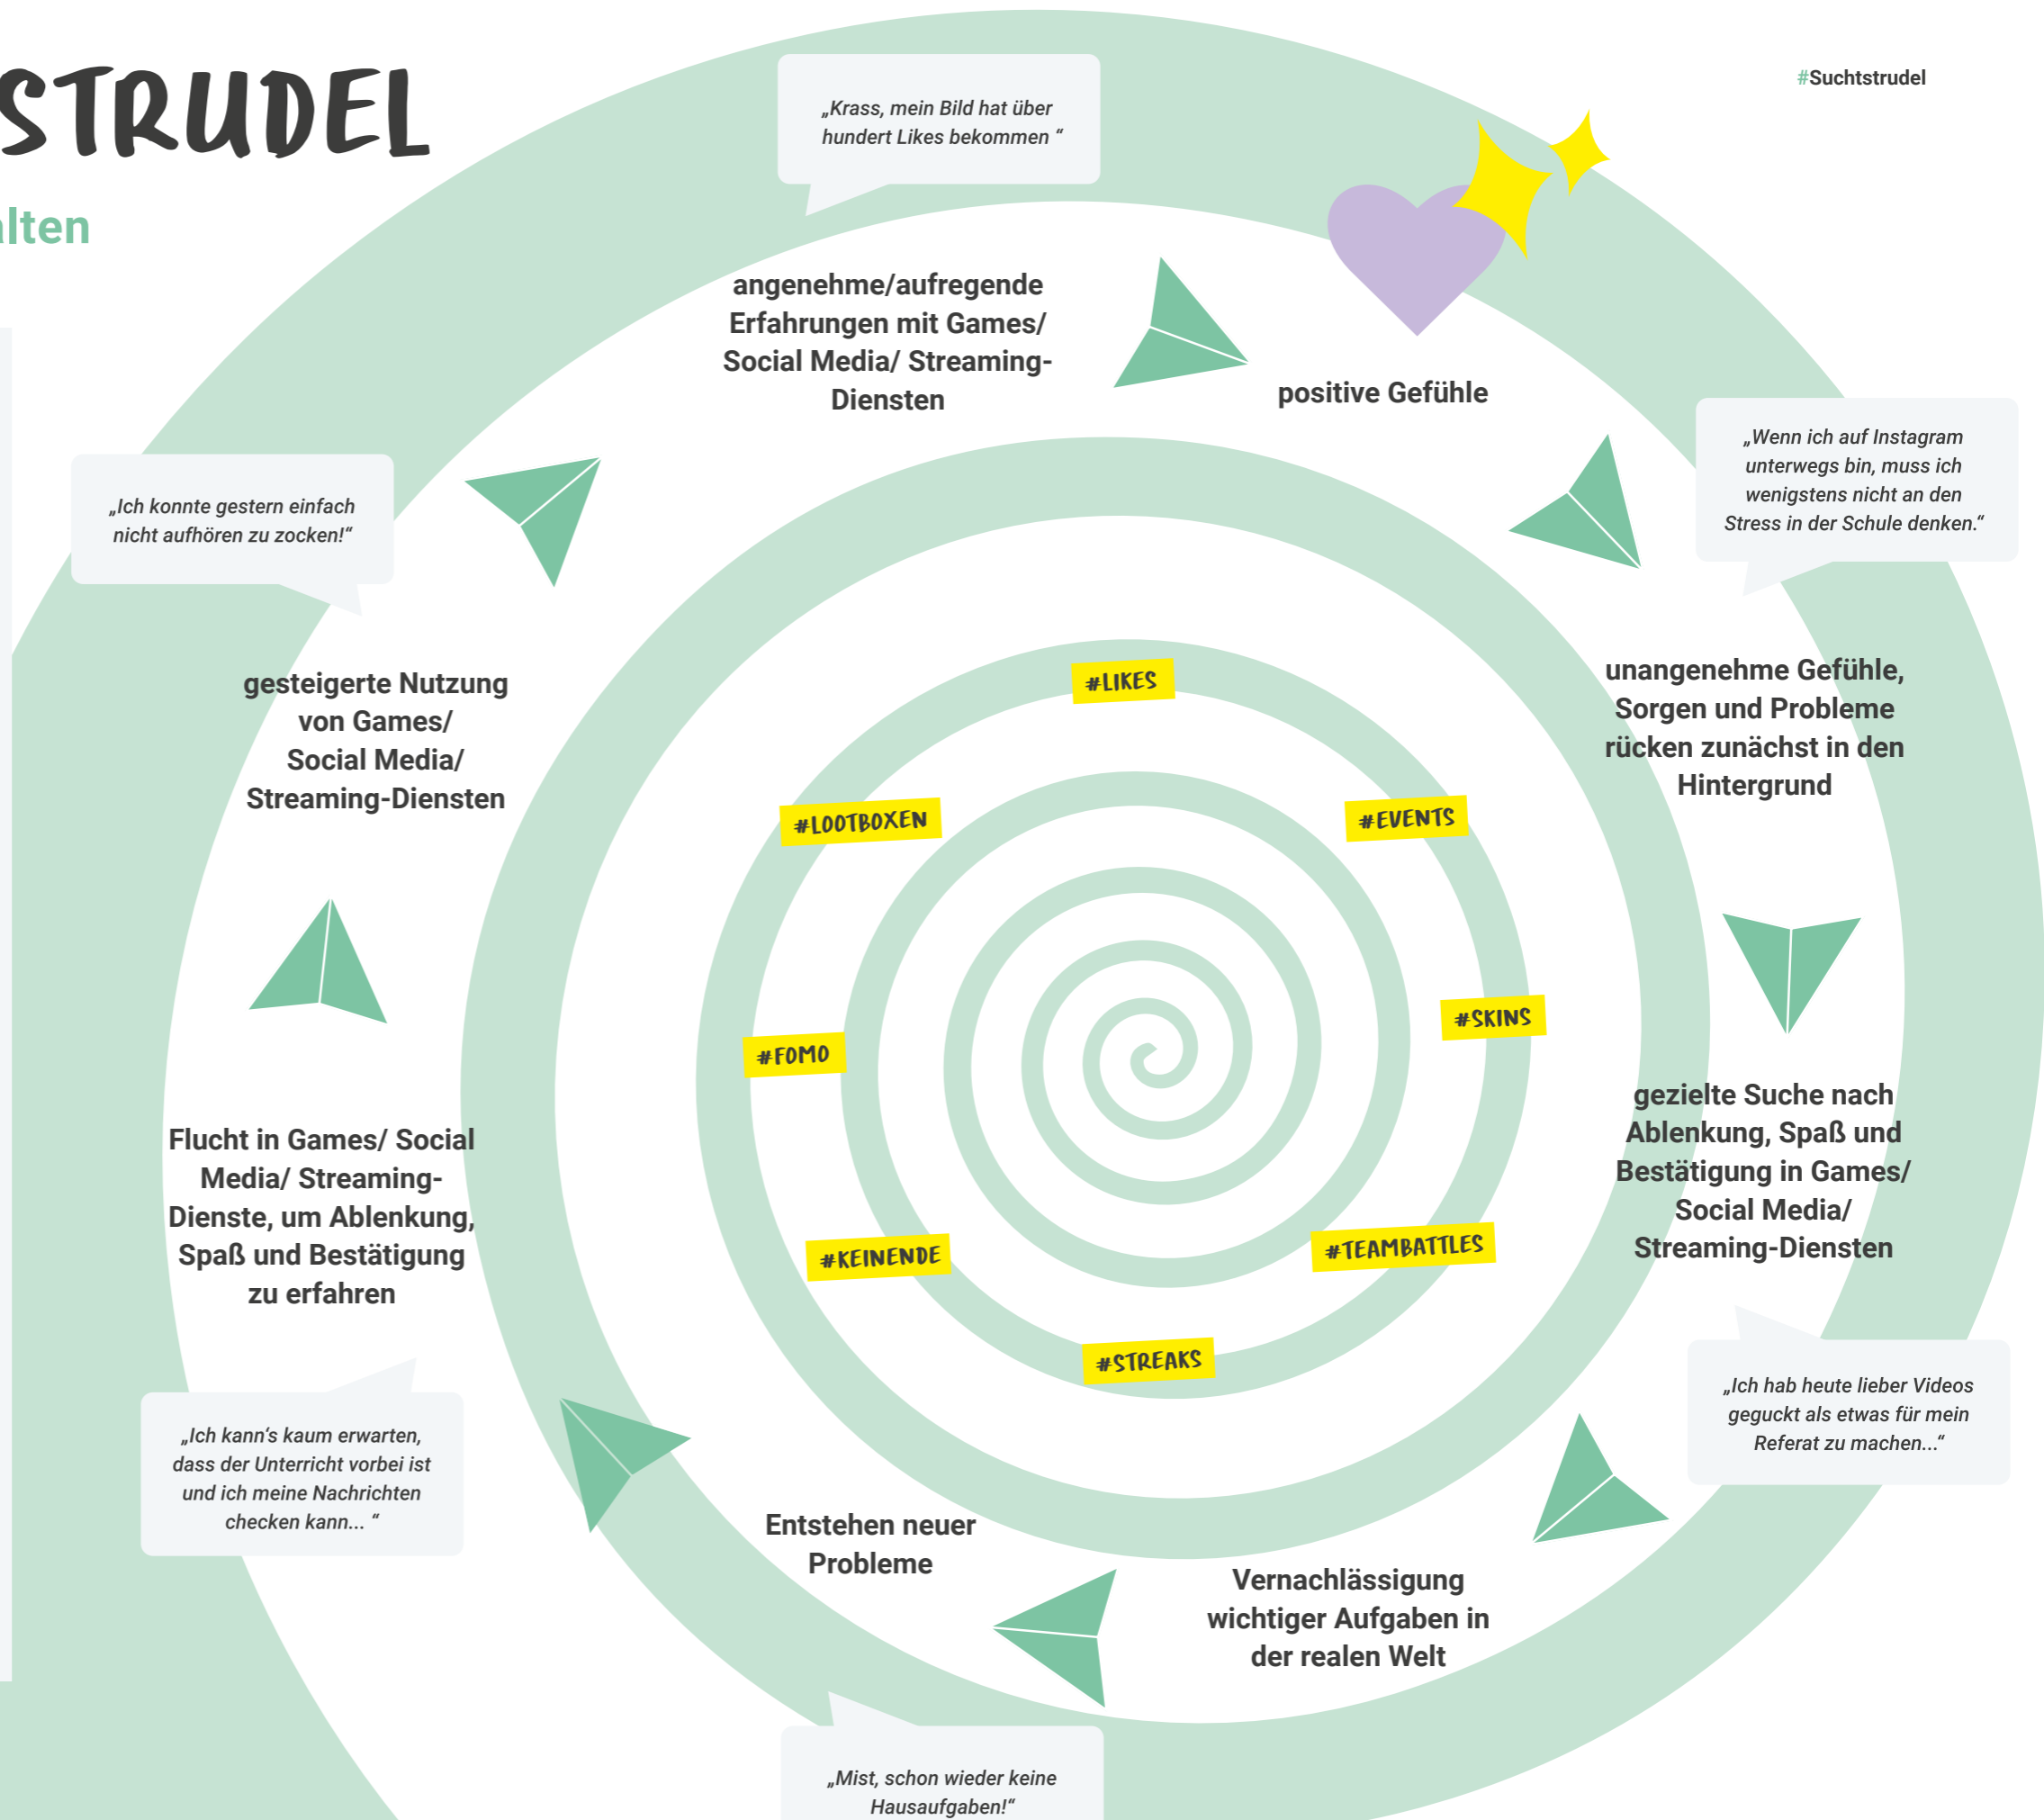 STRUDEL
#Suchtstrudel
alten
„Krass, mein Bild hat über
hundert Likes bekommen “
angenehme/aufregende
Erfahrungen mit Games/
Social Media/ Streaming-
Diensten
positive Gefühle
„Wenn ich auf Instagram
unterwegs bin, muss ich
wenigstens nicht an den
Stress in der Schule denken.“
unangenehme Gefühle,
Sorgen und Probleme
rücken zunächst in den
Hintergrund
gezielte Suche nach
Ablenkung, Spaß und
Bestätigung in Games/
Social Media/
Streaming-Diensten
„Ich hab heute lieber Videos
geguckt als etwas für mein
Referat zu machen...“
Vernachlässigung
wichtiger Aufgaben in
der realen Welt
Entstehen neuer
Probleme
„Mist, schon wieder keine
Hausaufgaben!“
Flucht in Games/ Social
Media/ Streaming-
Dienste, um Ablenkung,
Spaß und Bestätigung
zu erfahren
„Ich kann’s kaum erwarten,
dass der Unterricht vorbei ist
und ich meine Nachrichten
checken kann... “
gesteigerte Nutzung
von Games/
Social Media/
Streaming-Diensten
„Ich konnte gestern einfach
nicht aufhören zu zocken!“
#LIKES
#EVENTS
#SKINS
#TEAMBATTLES
#STREAKS
#KEINENDE
#FOMO
#LOOTBOXEN